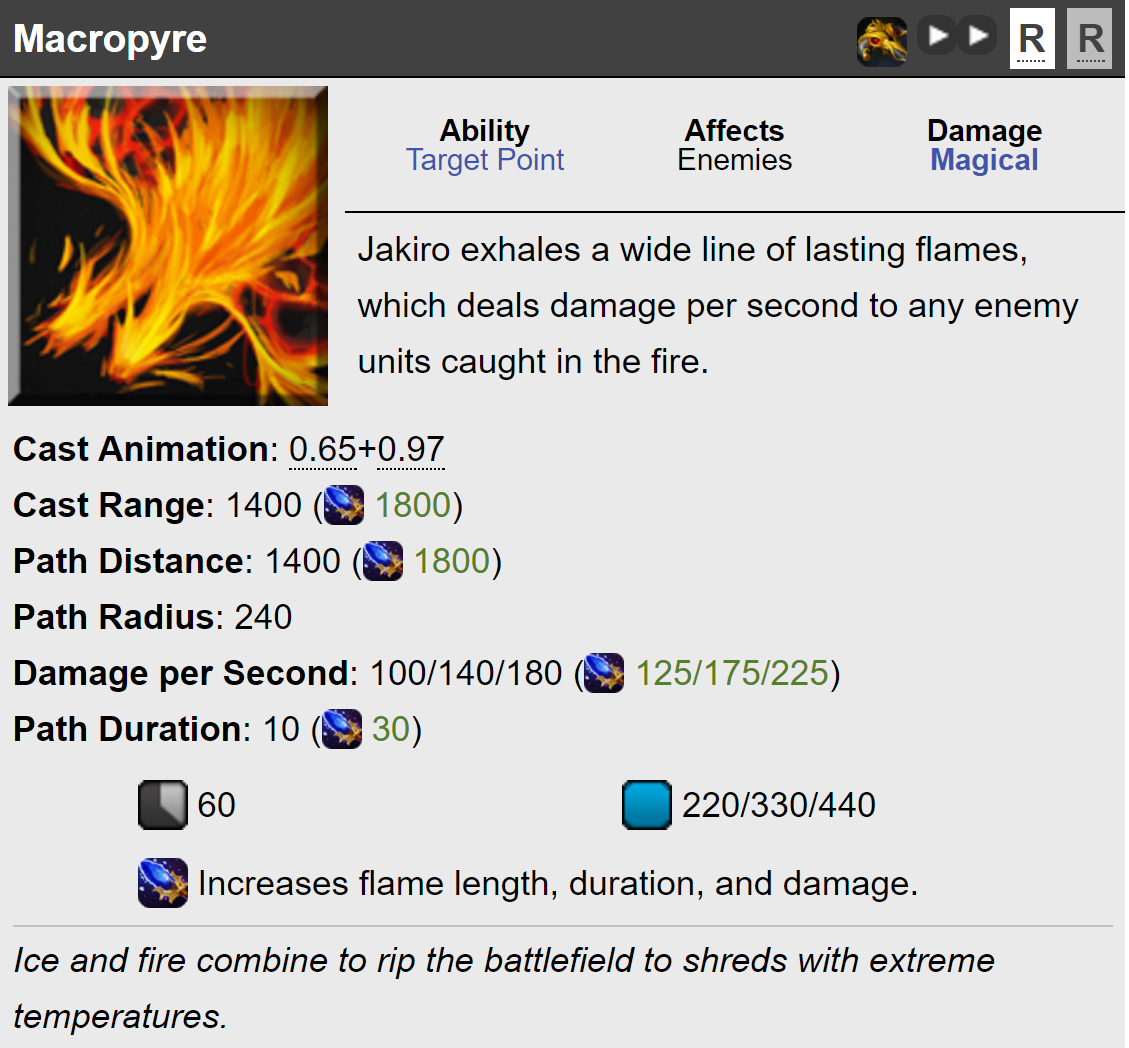 Macropyre R R
Ability Affects Damage
Target Point Enemies Magical
Jakiro exhales a wide line of lasting flames,
which deals damage per second to any enemy
units caught in the fire.
Cast Animation: 0.65+0.97
Cast Range: 1400 ( 1800)
Path Distance: 1400 ( 1800)
Path Radius: 240
Damage per Second: 100/140/180 ( 125/175/225)
Path Duration: 10 ( 30)
60 220/330/440
Increases flame length, duration, and damage.
Ice and fire combine to rip the battlefield to shreds with extreme
temperatures.